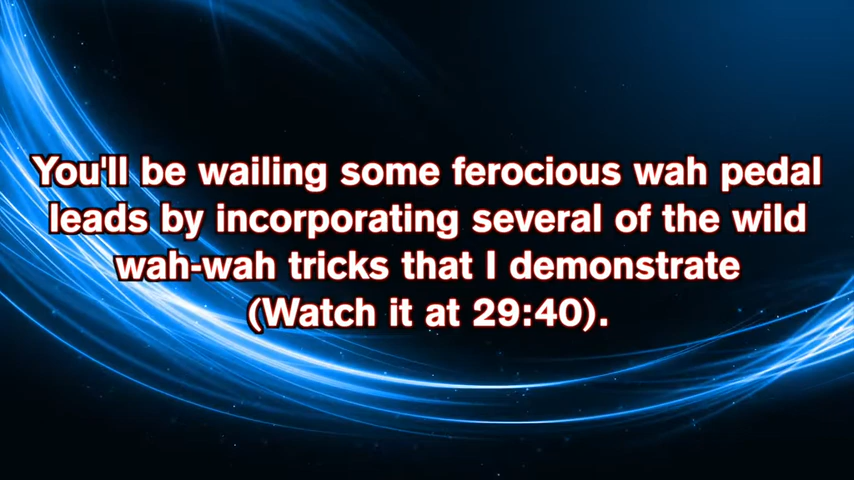 You'll be wailing some ferocious wah pedal
leads by incorporating several of the wild
wah-wah tricks that I demonstrate
(Watch it at 29:40).